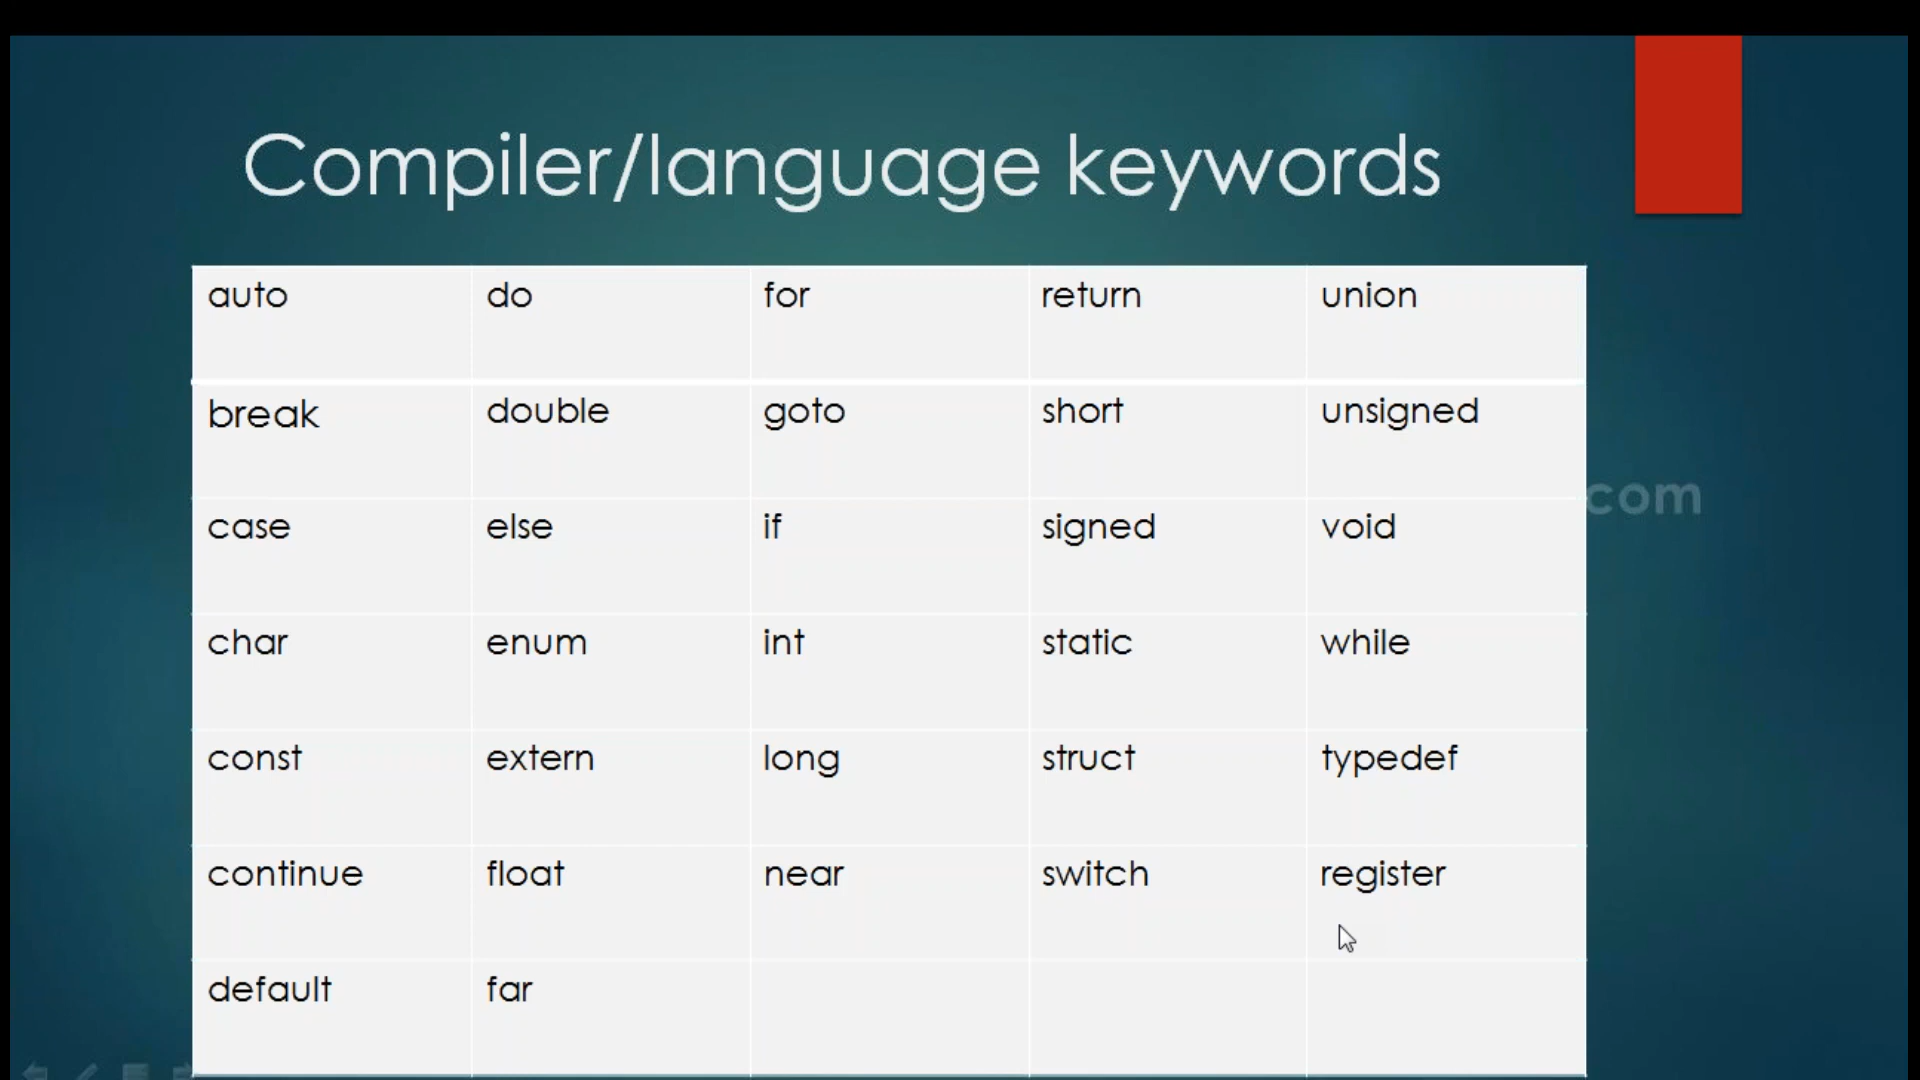 Compiler/language keywords
auto do for return union
break double goto short unsigned
com
case else if signed void
char enum int static while
const extern long struct typedef
continue float near switch register
default far